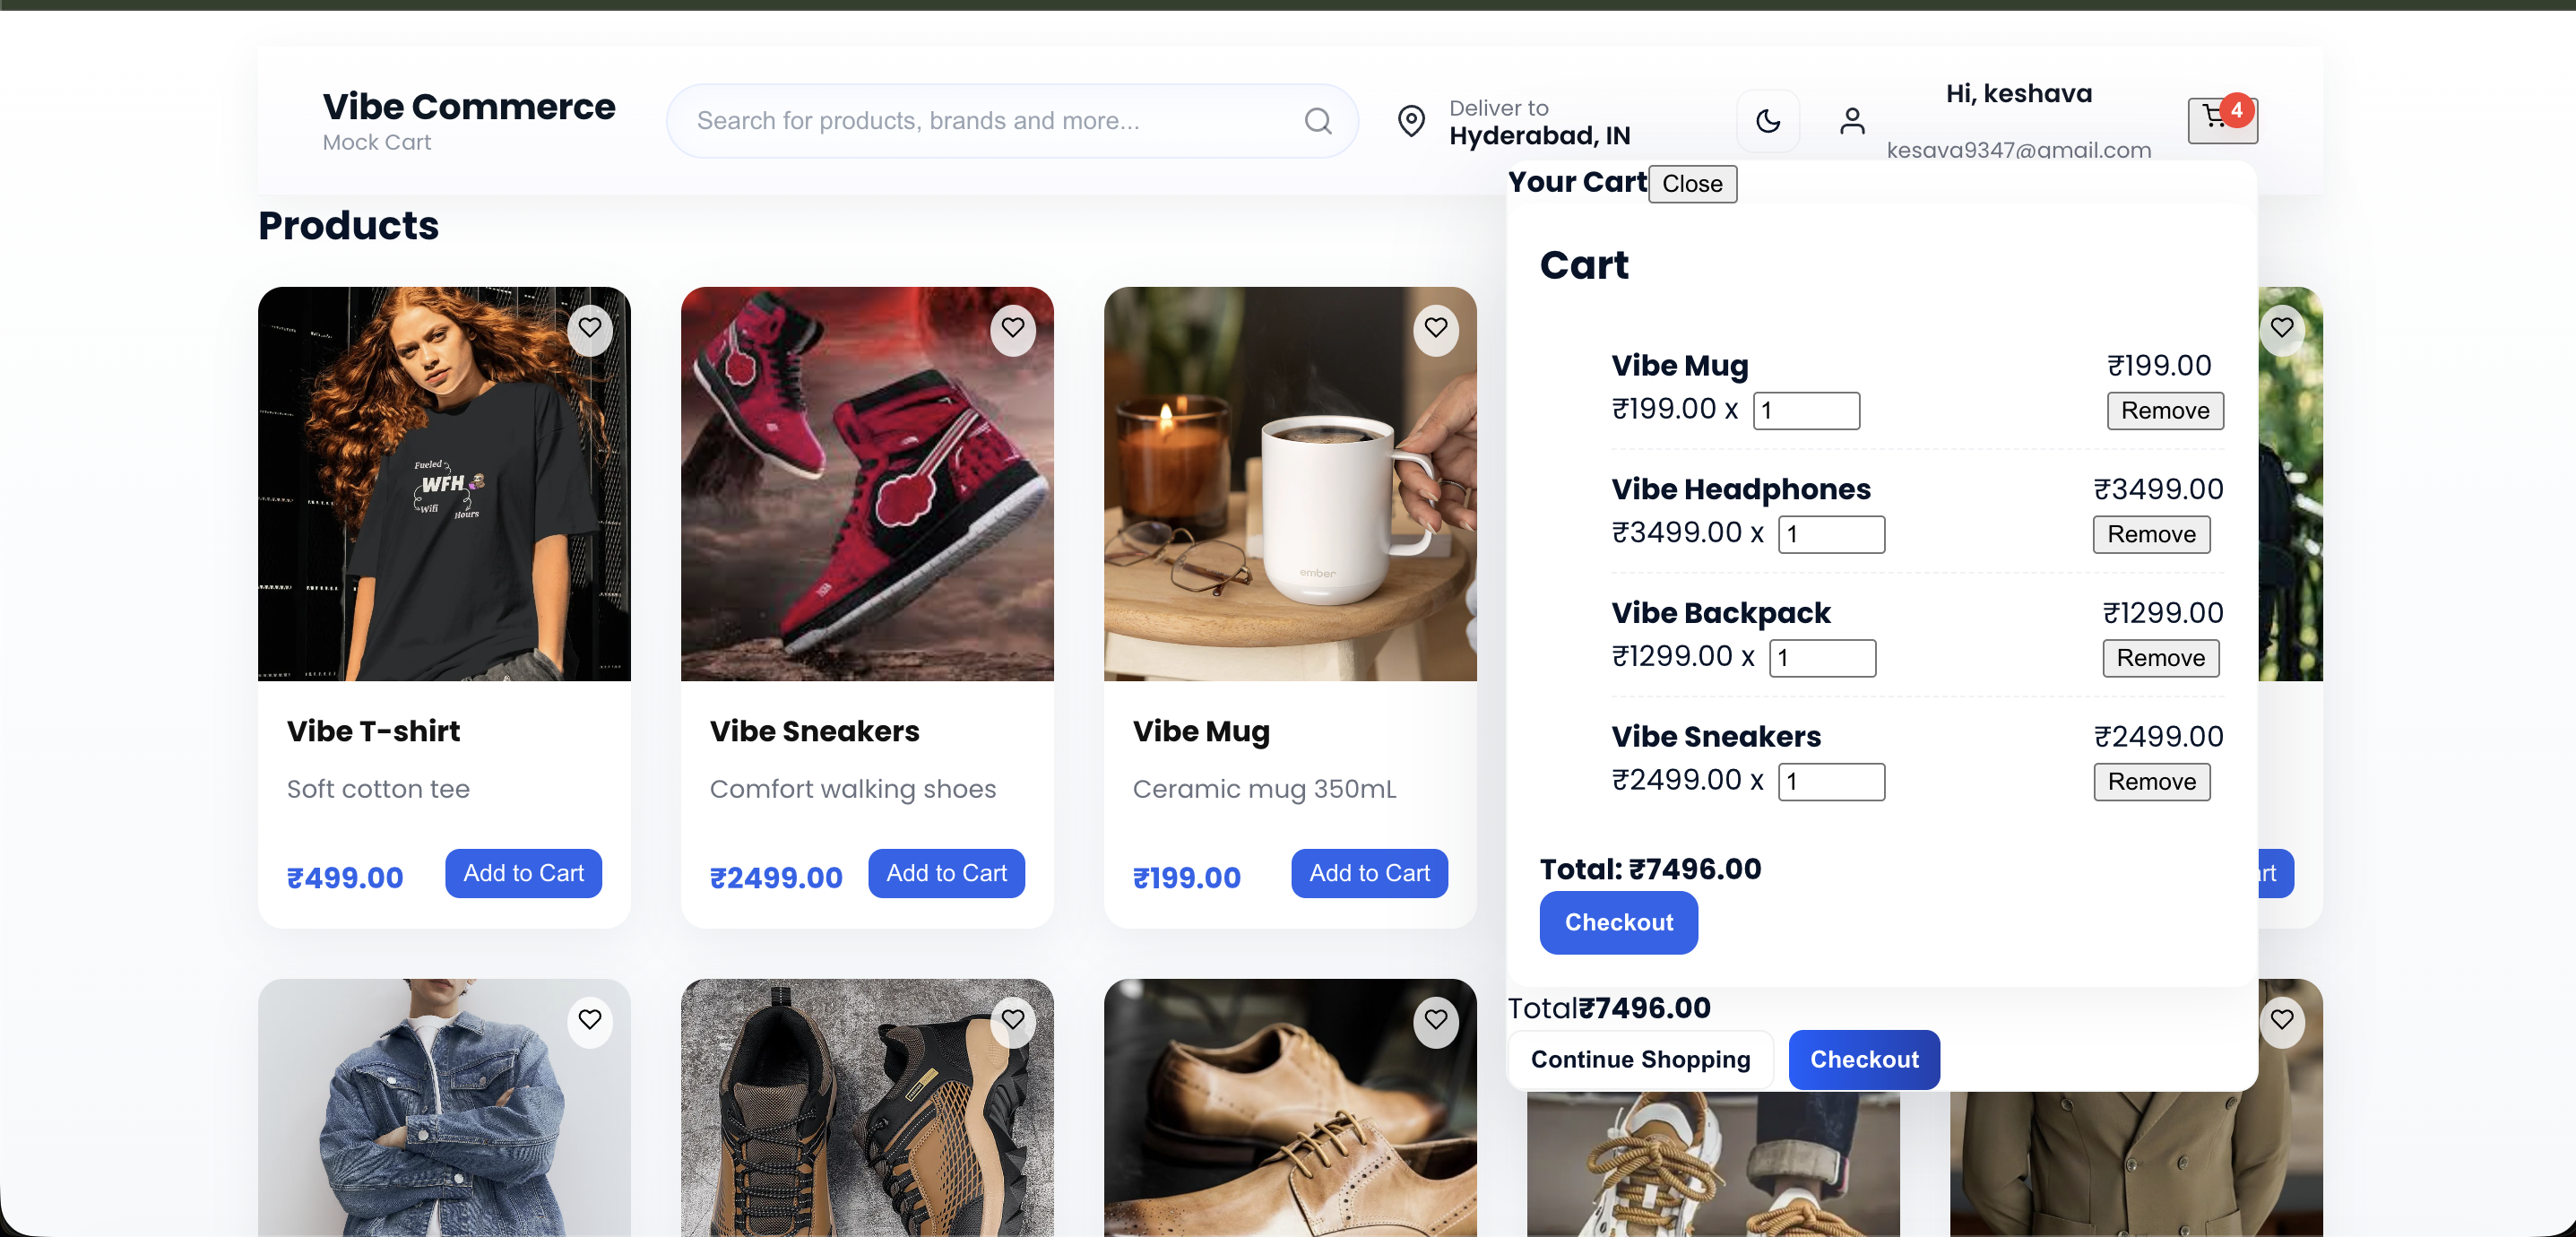 Vibe Commerce
Mock Cart
Search for products, brands and more...
Deliver to
Hyderabad, IN
Hi, keshava
kesava9347@gmail.com
4
Products
Your Cart Close
Cart
Vibe Mug ₹199.00
₹199.00 x 1 Remove
Vibe Headphones ₹3499.00
₹3499.00 x 1 Remove
Vibe Backpack ₹1299.00
₹1299.00 x 1 Remove
Vibe Sneakers ₹2499.00
₹2499.00 x 1 Remove
Total: ₹7496.00
Checkout
Total₹7496.00
Continue Shopping Checkout
Fueled
WFH
Wifi
Hours
ember
Vibe T-shirt
Soft cotton tee
₹499.00 Add to Cart
Vibe Sneakers
Comfort walking shoes
₹2499.00 Add to Cart
Vibe Mug
Ceramic mug 350mL
₹199.00 Add to Cart